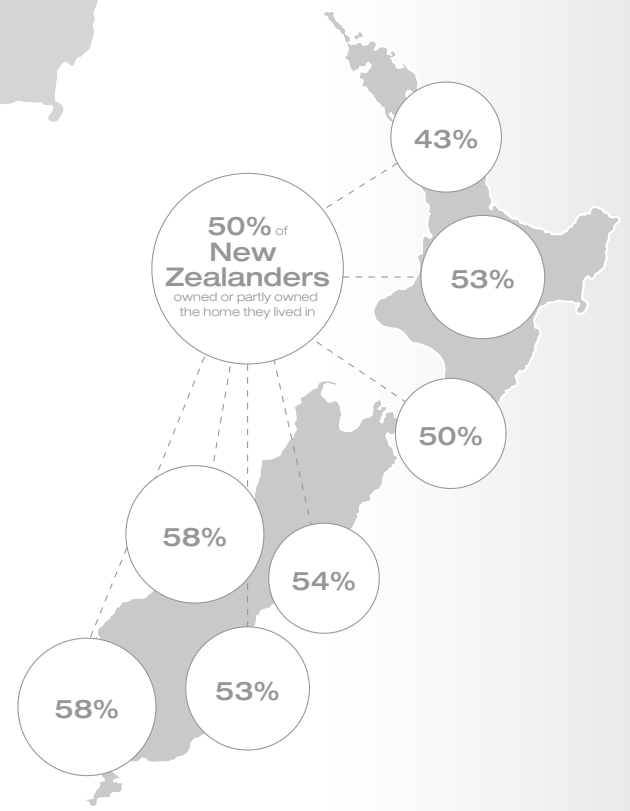 43%
50% of
New
Zealanders
owned or partly owned
the home they lived in
53%
50%
58%
54%
53%
58%